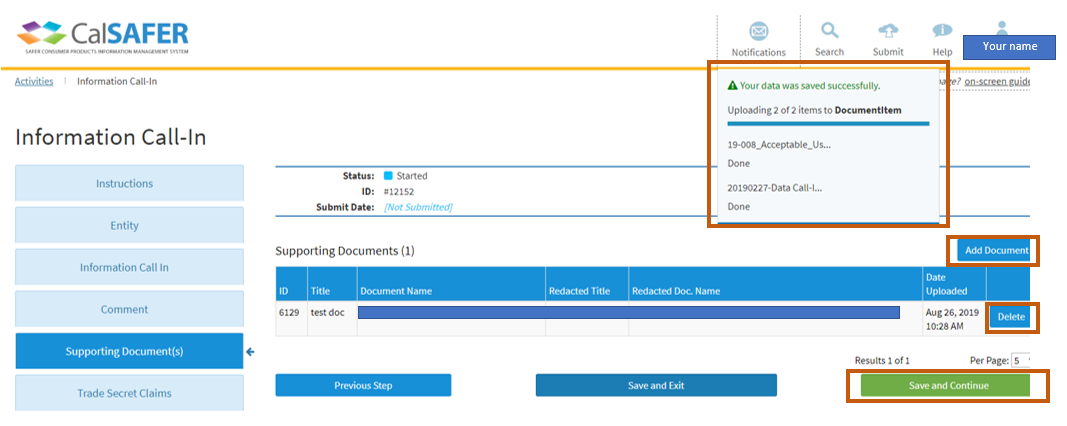 CalSAFER
SAFER CONSUMER PRODUCTS INFORMATION MANAGEMENT SYSTEM
Notifications
Search
Submit
Help
Your name
Activities
Information Call-In
age? on-screen guide
Your data was saved successfully.
Uploading 2 of 2 items to DocumentItem
19-008_Acceptable_Us...
Done
20190227-Data Call-I...
Done
Information Call-In
Instructions
Entity
Information Call In
Comment
Supporting Document(s)
Trade Secret Claims
Status: Started
ID: #12152
Submit Date: [Not Submitted]
Supporting Documents (1)
Add Document
ID Title Document Name Redacted Title Redacted Doc. Name Date Uploaded
6129 test doc Aug 26, 2019 10:28 AM Delete
Results 1 of 1 Per Page: 5
Previous Step
Save and Exit
Save and Continue